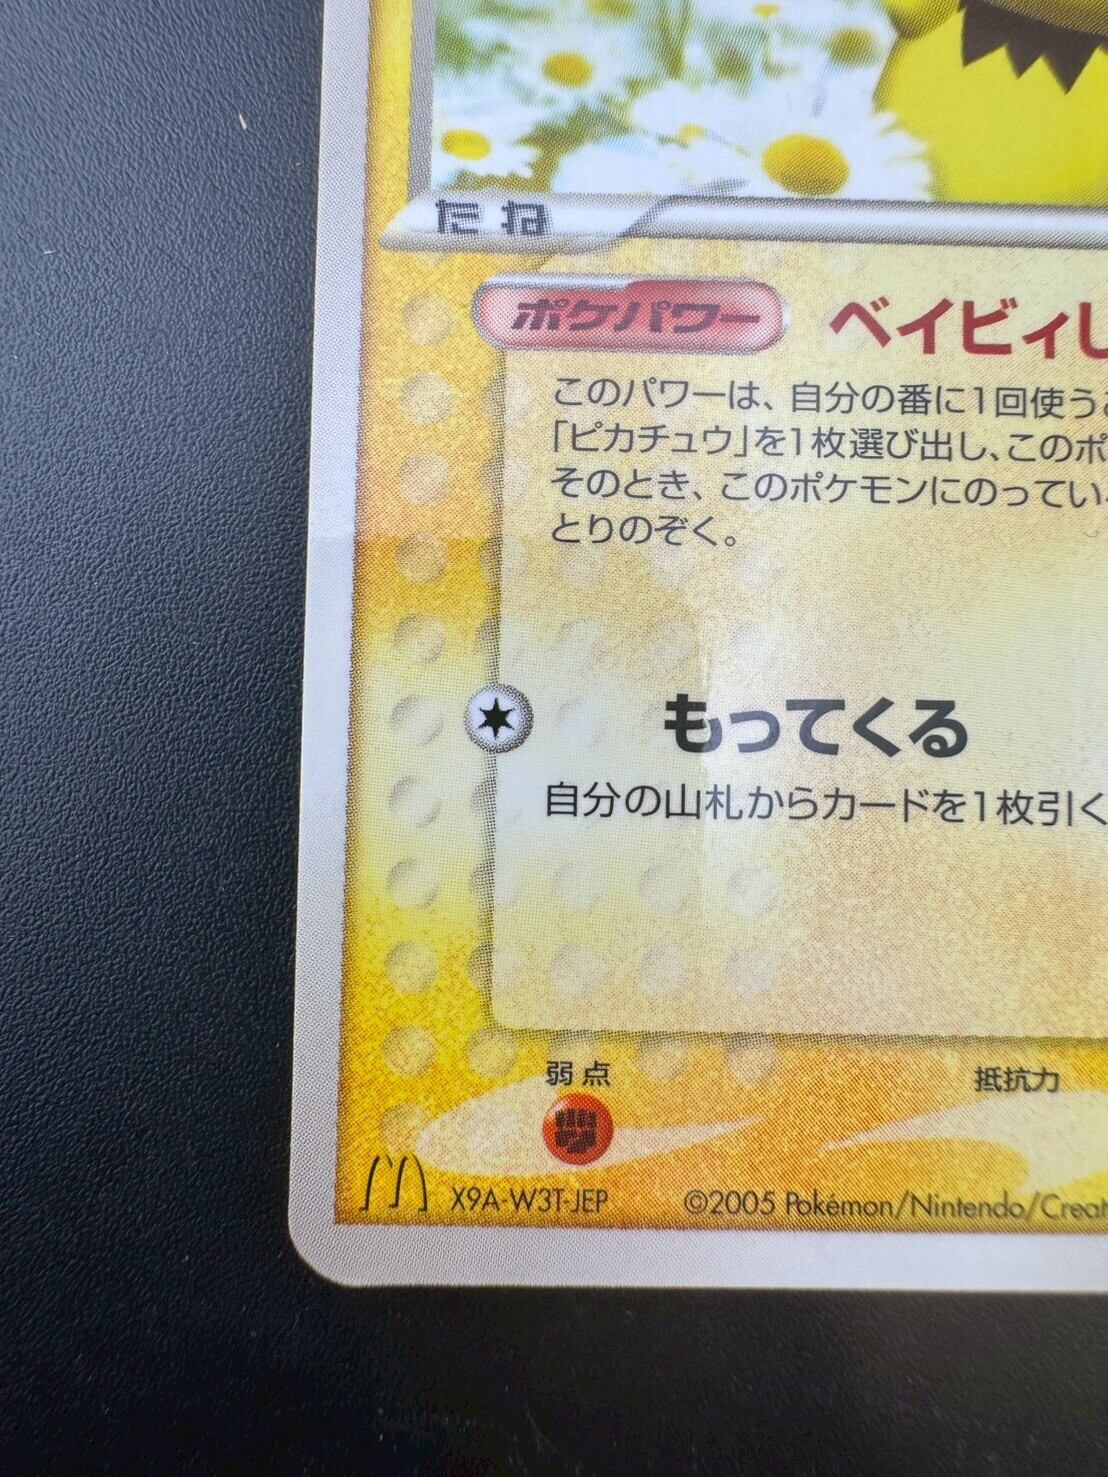 たね
ポケパワー ベイビィし
このパワーは、自分の番に1回使う
「ピカチュウ」を1枚選び出し、このポ
そのとき、このポケモンにのってい
とりのぞく。
もってくる
自分の山札からカードを1枚引く
弱点 抵抗力
X9A-W3T-JEP ©2005 Pokémon/Nintendo/Creat